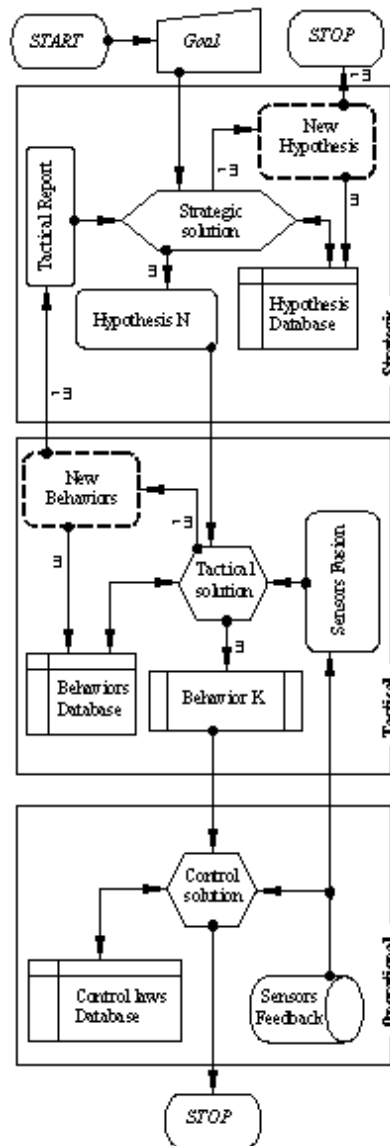 START
Goal
STOP
New
Hypothesis
Tactical Report
Strategic
solution
Hypothesis N
Hypothesis
Database
Strategic
New
Behaviors
Tactical
solution
Sensors Fusion
Behaviors
Database
Behavior K
Tactical
Control
solution
Control laws
Database
Sensors
Feedback
Operational
STOP